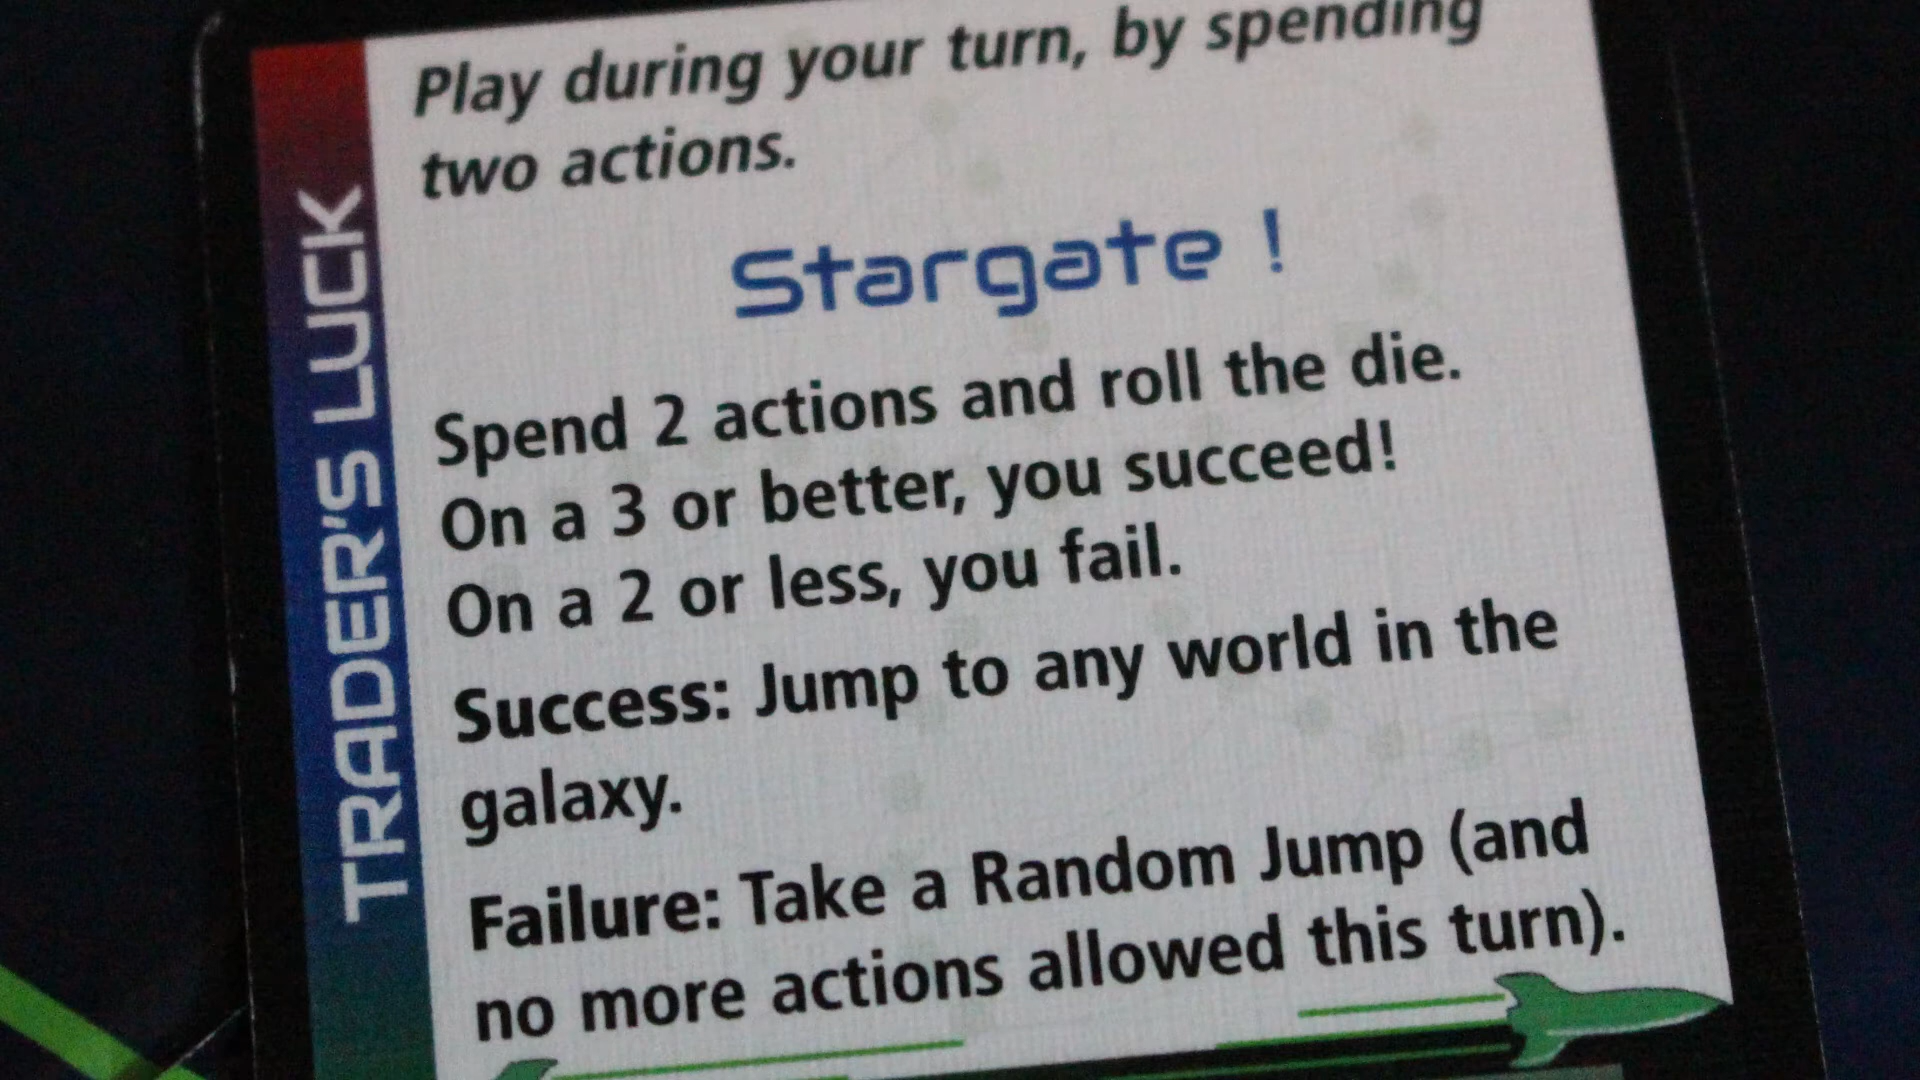 Play during your turn, by spending
two actions.
Stargate !
Spend 2 actions and roll the die.
On a 3 or better, you succeed!
On a 2 or less, you fail.
Success: Jump to any world in the
galaxy.
Failure: Take a Random Jump (and
no more actions allowed this turn).
TRADER'S LUCK